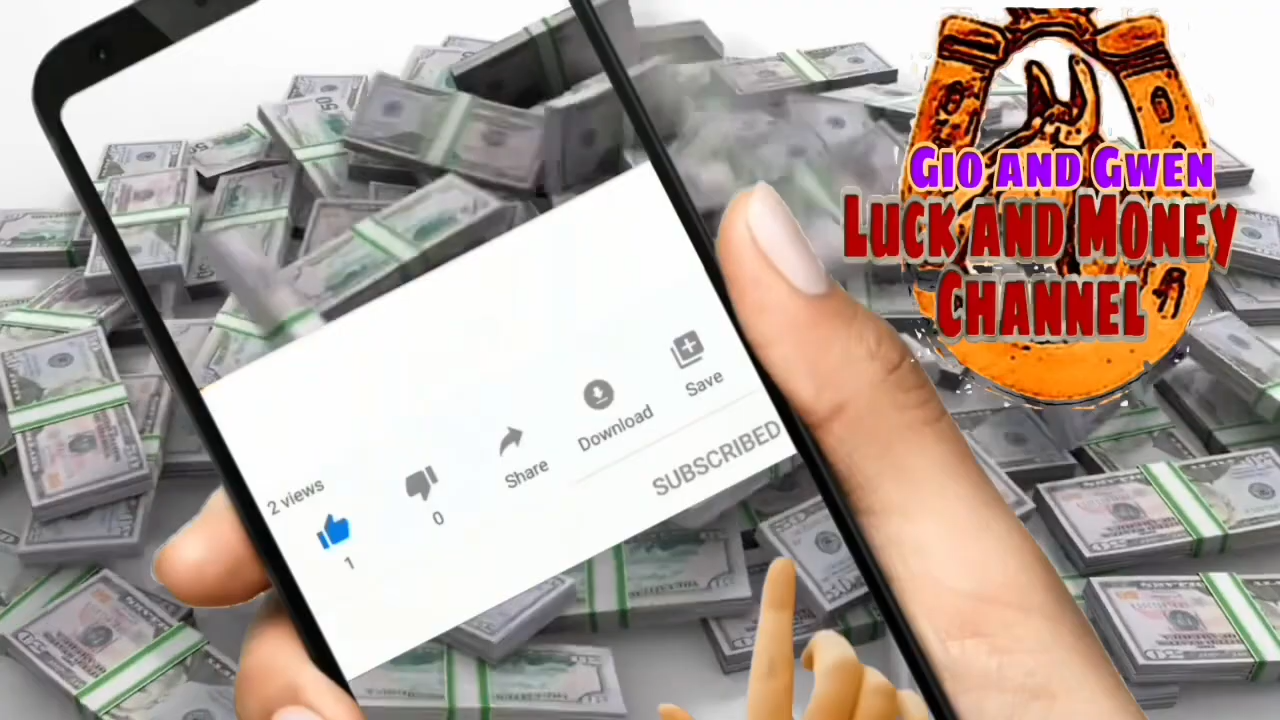 Gio and Gwen
Luck and Money
Channel
Save
Download
Share
SUBSCRIBED
2 views
0
1